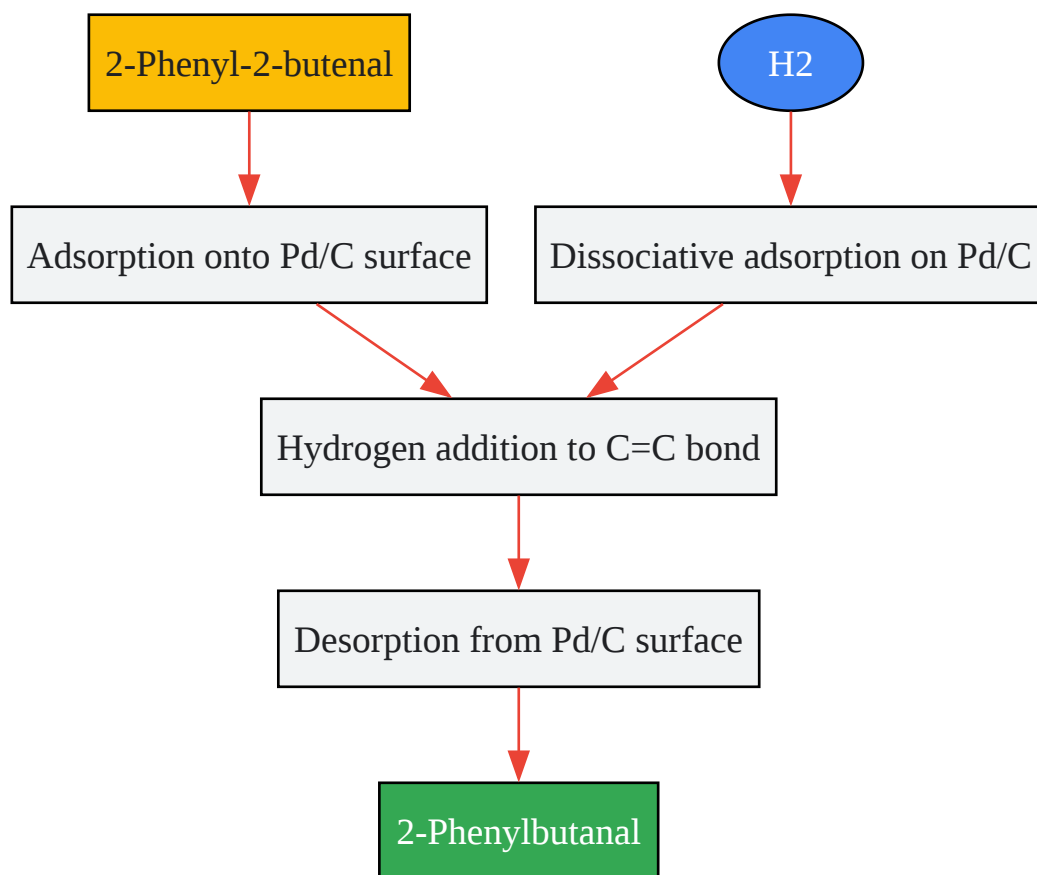 2-Phenyl-2-butenal
H2
Adsorption onto Pd/C surface
Dissociative adsorption on Pd/C
Hydrogen addition to C=C bond
Desorption from Pd/C surface
2-Phenylbutanal